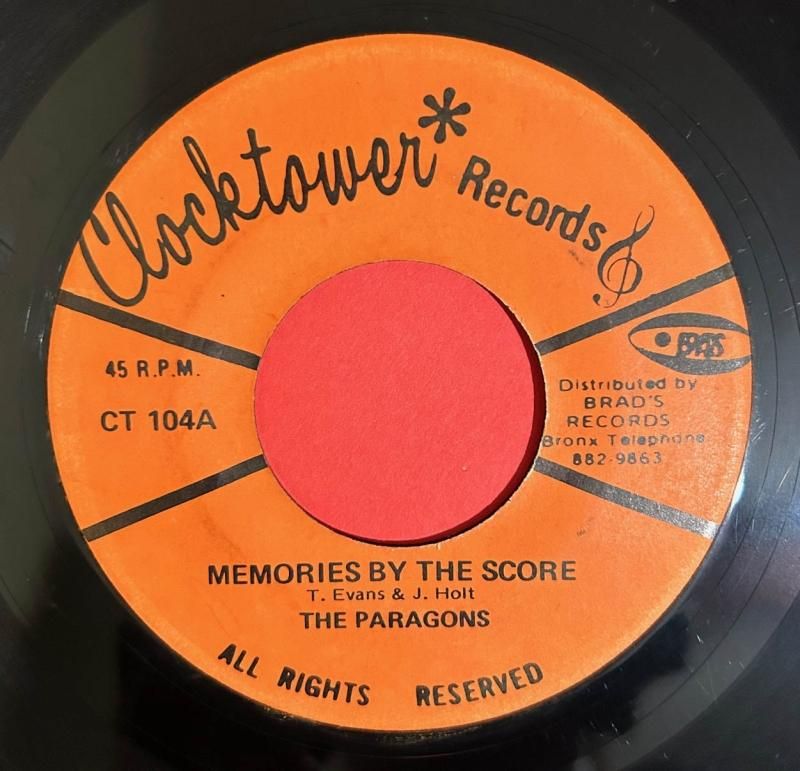 Clocktower* Records
45 R.P.M.
CT 104A
BRAD'S
Distributed by
BRAD'S
RECORDS
Bronx Telephone
882-9863
MEMORIES BY THE SCORE
T. Evans & J. Holt
THE PARAGONS
ALL RIGHTS RESERVED